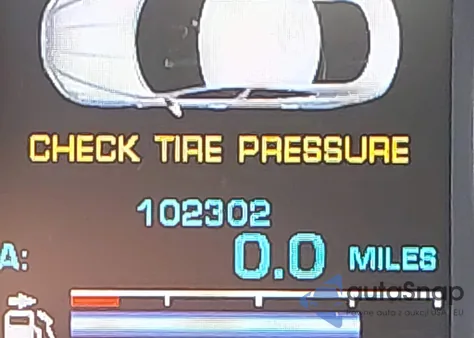 CHECK TIRE PRESSURE
102302
A: 0.0 MILES
autoSnap